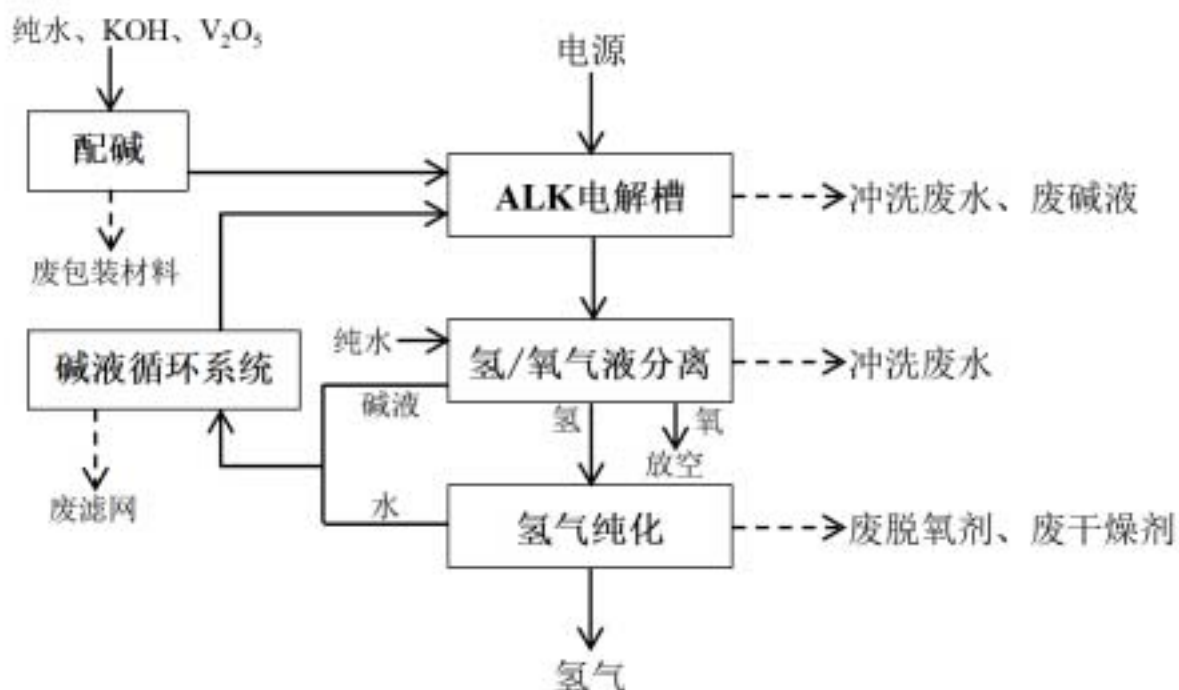 纯水、KOH、V₂O₅
电源
配碱
ALK电解槽
冲洗废水、废碱液
废包装材料
碱液循环系统
纯水
氢/氧气液分离
冲洗废水
碱液
氢
氧
放空
废滤网
水
氢气纯化
废脱氧剂、废干燥剂
氢气